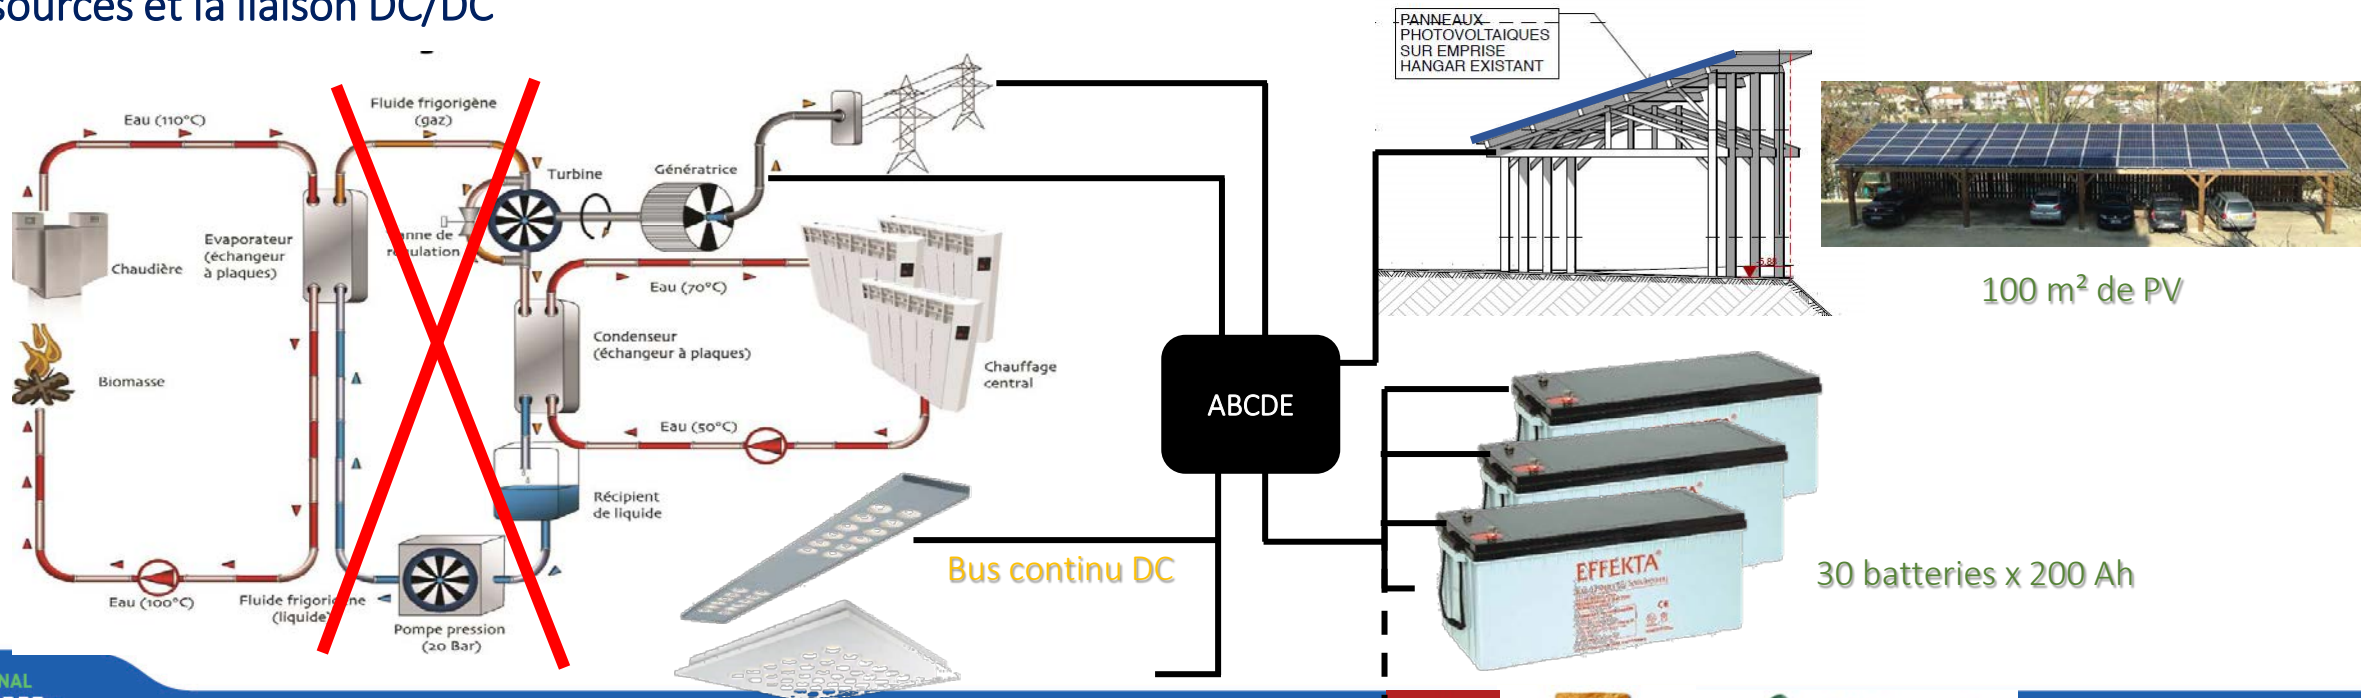 sources et la liaison DC/DC
PANNEAUX
PHOTOVOLTAIQUES
SUR EMPRISE
HANGAR EXISTANT
Fluide frigorigène
(gaz)
Eau (110°C)
Turbine
Génératrice
Evaporateur
(échangeur
à plaques)
Chaudière
Eau (70°C)
100 m² de PV
Condenseur
(échangeur à plaques)
Chauffage
central
Biomasse
ABCDE
Eau (50°C)
Récipient
de liquide
Bus continu DC
EFFEKTA
30 batteries x 200 Ah
Eau (100°C)
(liquide)
Pompe pression
(20 Bar)
NAL